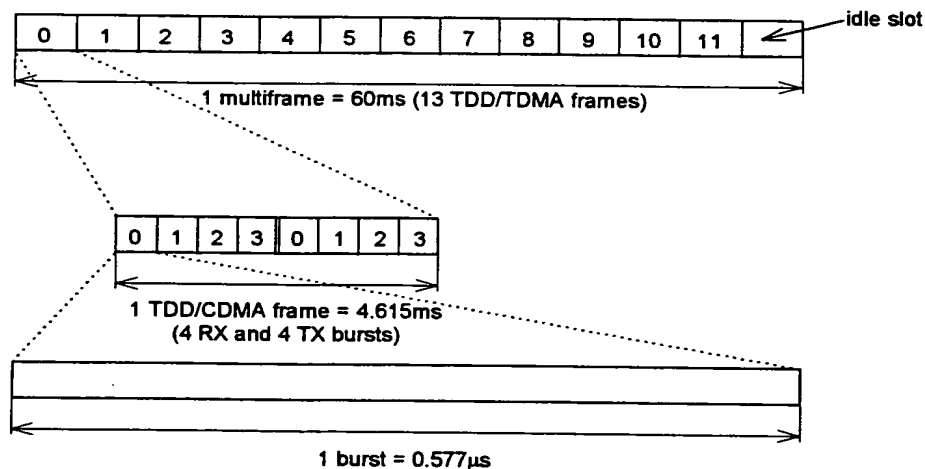 idle slot
0 1 2 3 4 5 6 7 8 9 10 11
1 multiframe = 60ms (13 TDD/TDMA frames)
0 1 2 3 0 1 2 3
1 TDD/CDMA frame = 4.615ms
(4 RX and 4 TX bursts)
1 burst = 0.577µs